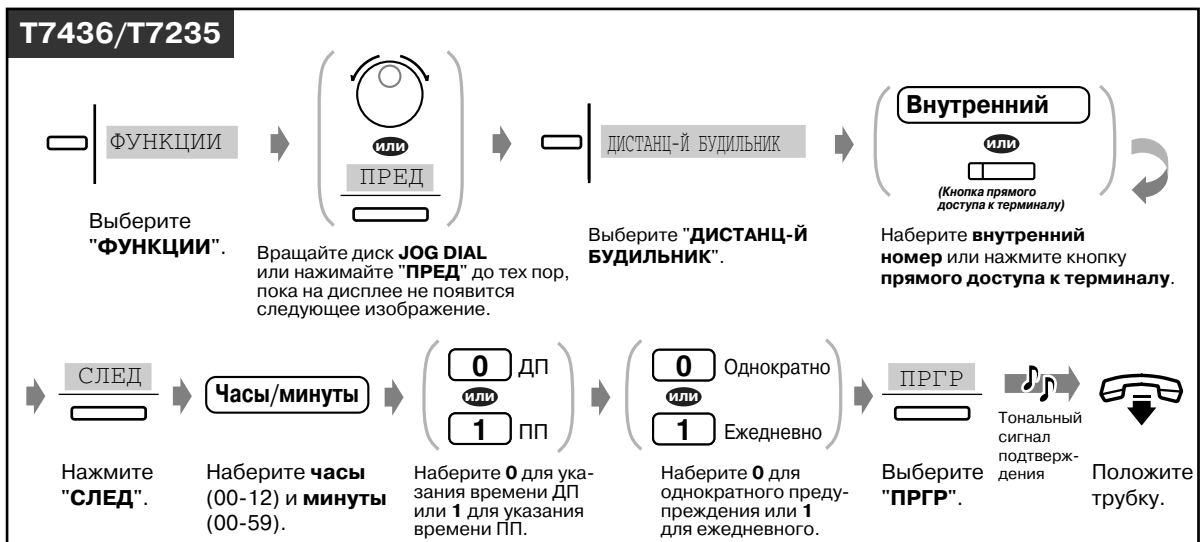 T7436/T7235
ФУНКЦИИ
Выберите
"ФУНКЦИИ".
или
ПРЕД
Вращайте диск JOG DIAL
или нажимайте "ПРЕД" до тех пор,
пока на дисплее не появится
следующее изображение.
ДИСТАНЦ-Й БУДИЛЬНИК
Выберите "ДИСТАНЦ-Й
БУДИЛЬНИК".
Внутренний
или
(Кнопка прямого
доступа к терминалу)
Наберите внутренний
номер или нажмите кнопку
прямого доступа к терминалу.
СЛЕД
Нажмите
"СЛЕД".
Часы/минуты
Наберите часы
(00-12) и минуты
(00-59).
0 ДП
или
1 ПП
Наберите 0 для ука-
зания времени ДП
или 1 для указания
времени ПП.
0 Однократно
или
1 Ежедневно
Наберите 0 для
однократного преду-
преждения или 1
для ежедневного.
ПРГР
Выберите
"ПРГР".
Тональный
сигнал
подтверж-
дения
Положите
трубку.